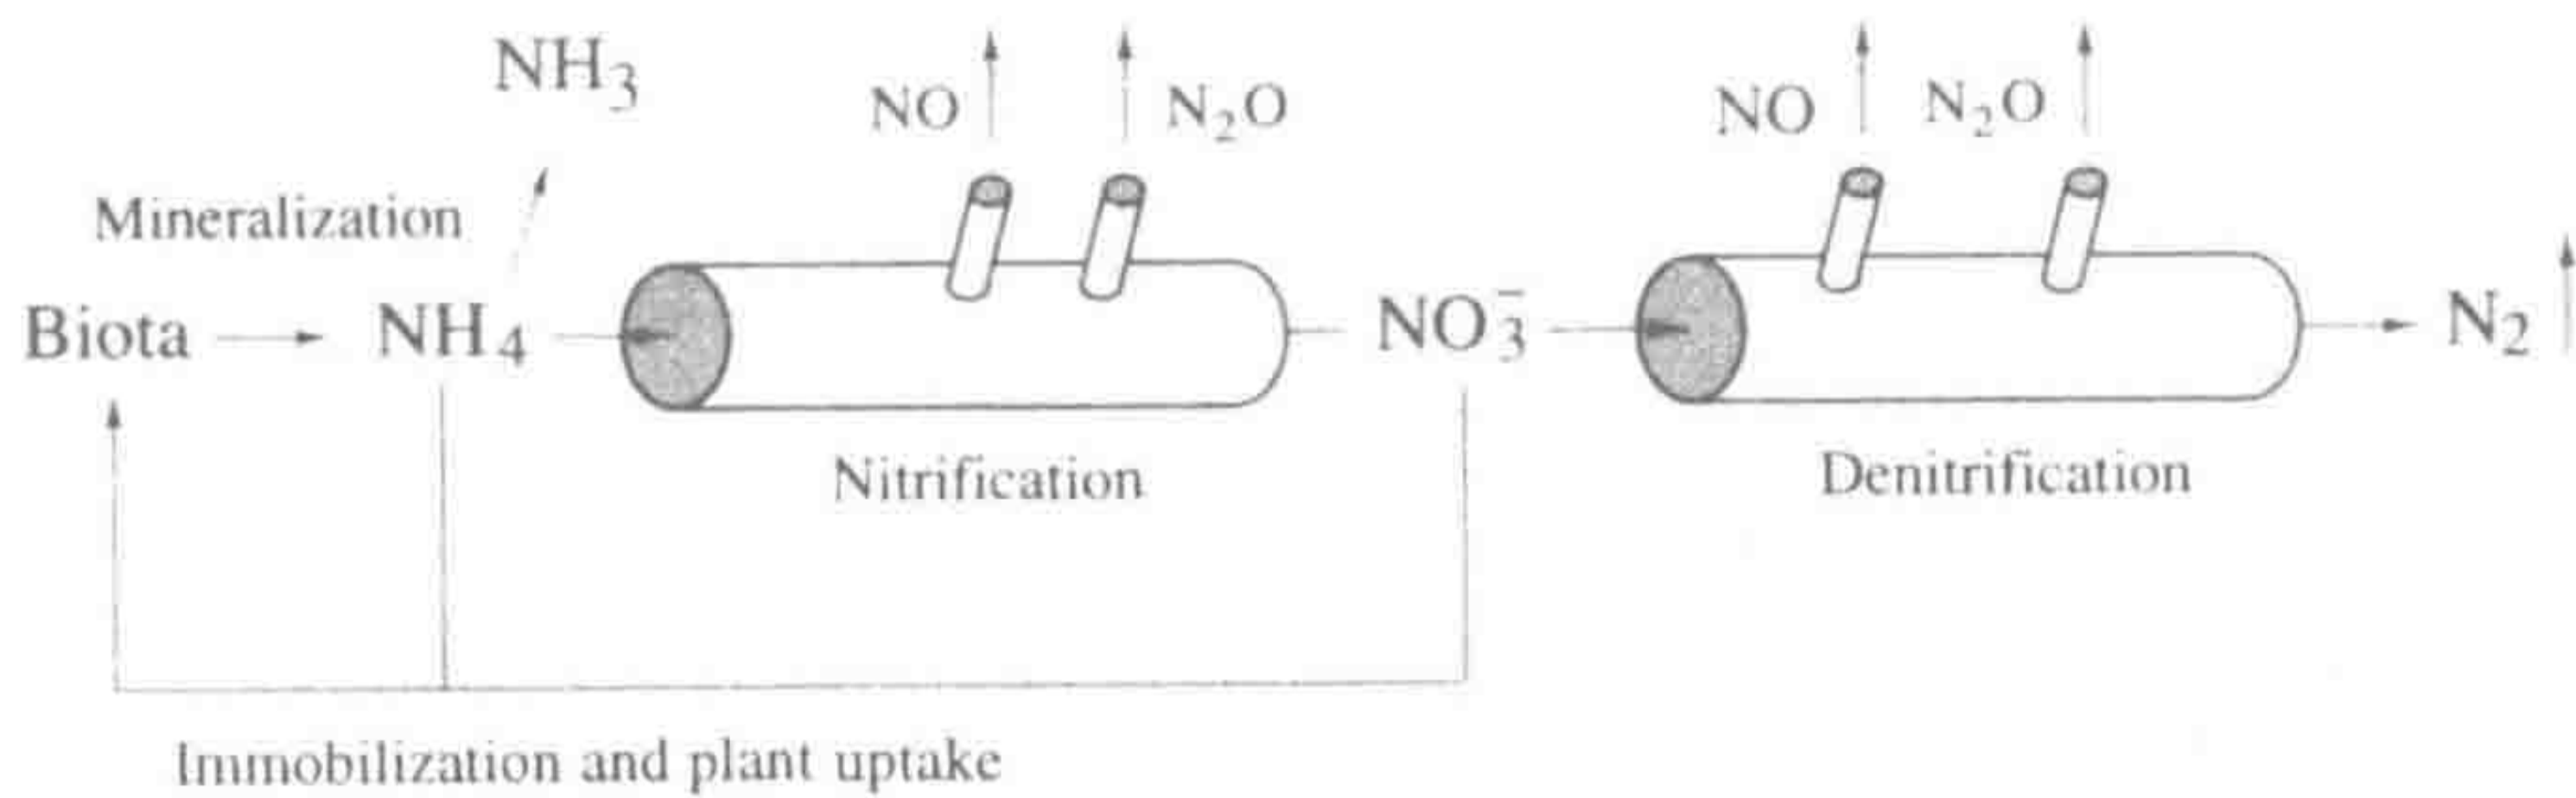 NH₃
NO N₂O
NO N₂O
Mineralization
Biota NH₄ NO₃⁻ N₂
Nitrification
Denitrification
Immobilization and plant uptake